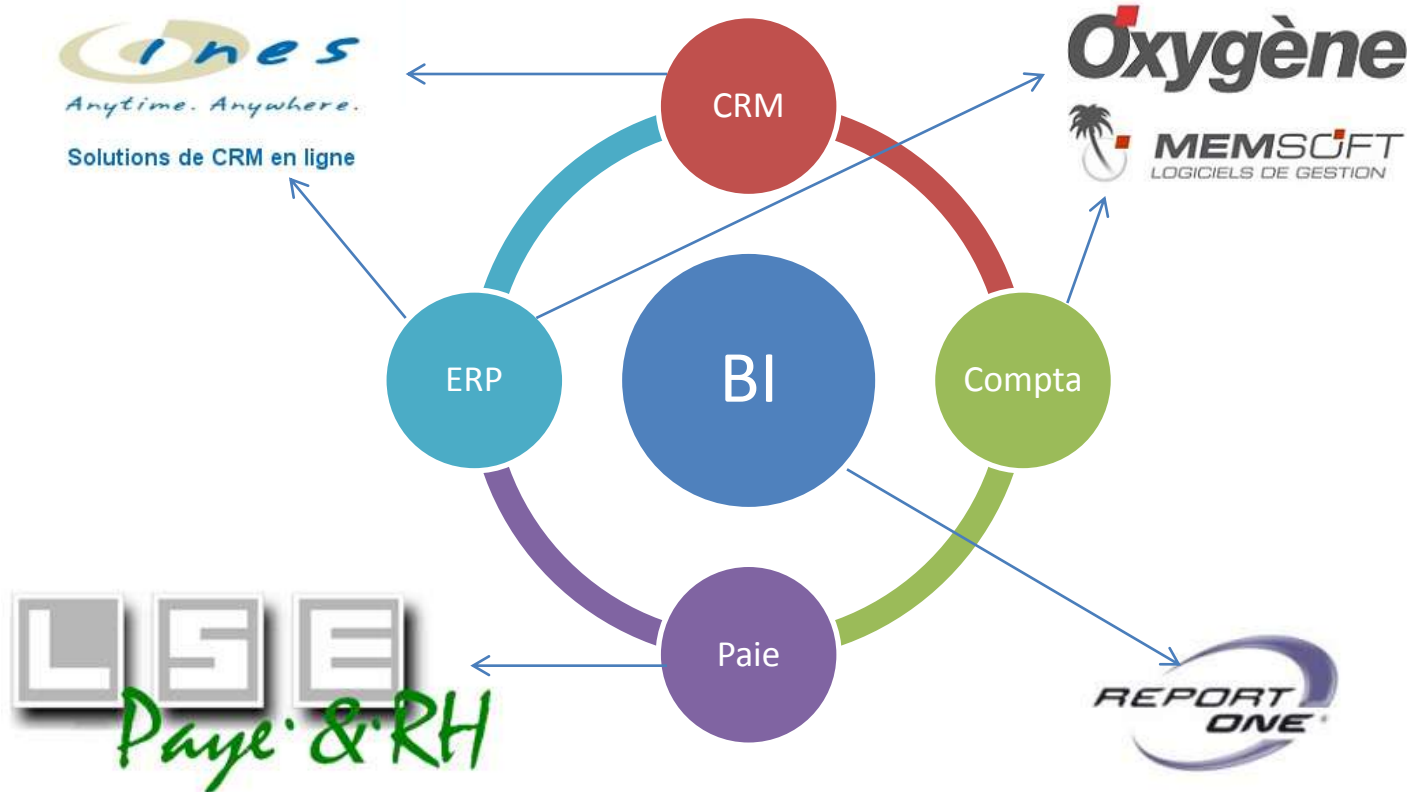 ines
Anytime. Anywhere.
Solutions de CRM en ligne
CRM
Oxygène
MEMSOFT
LOGICIELS DE GESTION
ERP
BI
Compta
LSE
Paye & RH
Paie
REPORT
ONE